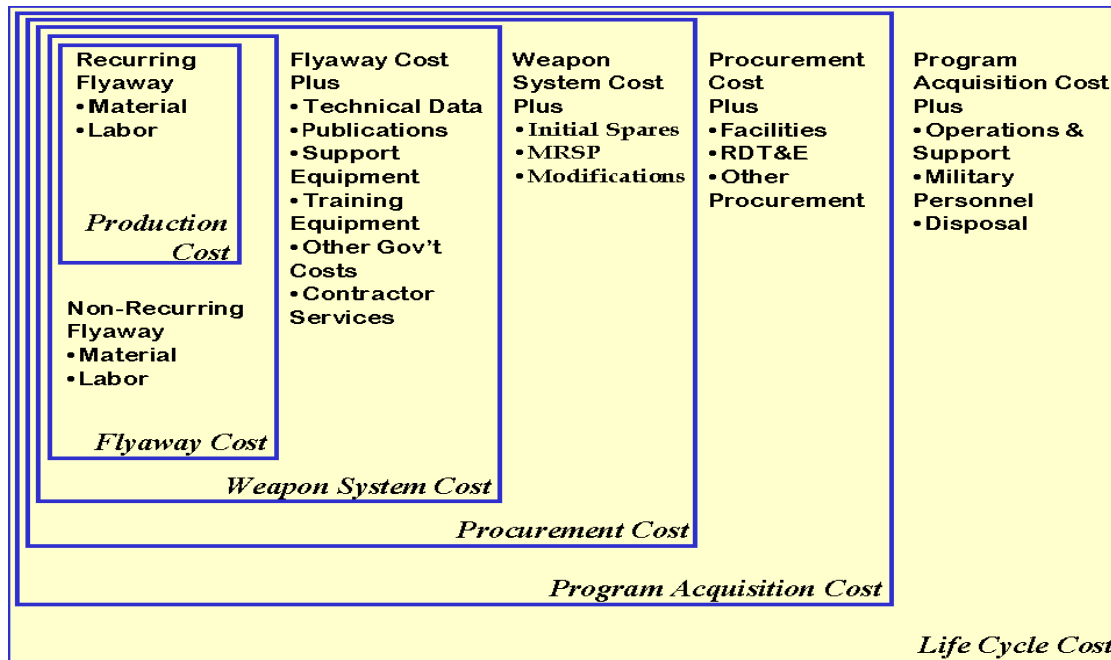 Recurring
Flyaway
•Material
•Labor
Production
Cost
Non-Recurring
Flyaway
•Material
•Labor
Flyaway Cost
Flyaway Cost
Plus
•Technical Data
•Publications
•Support
Equipment
•Training
Equipment
•Other Gov't
Costs
•Contractor
Services
Weapon System Cost
Weapon
System Cost
Plus
•Initial Spares
•MRSP
•Modifications
Procurement Cost
Procurement
Cost
Plus
•Facilities
•RDT&E
•Other
Procurement
Program Acquisition Cost
Program
Acquisition Cost
Plus
•Operations &
Support
•Military
Personnel
•Disposal
Life Cycle Cost